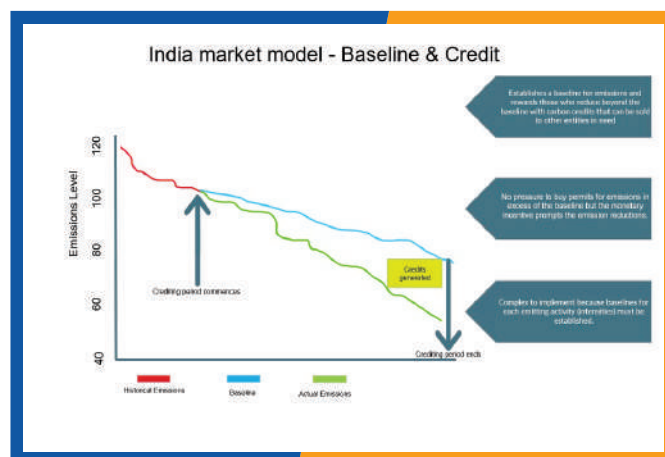 India market model - Baseline & Credit
Establishes a baseline for emissions and
rewards those who reduce beyond the
baseline with carbon credits that can be sold
to other entities in need
No pressure to buy permits for emissions in
excess of the baseline but the monetary
incentive prompts the emission reductions.
Complex to implement because baselines for
each emitting activity (intensities) must be
established.
Emissions Level
120
100
80
60
40
Crediting period commences
Credits
generated
Crediting period ends
Historical Emissions
Baseline
Actual Emissions